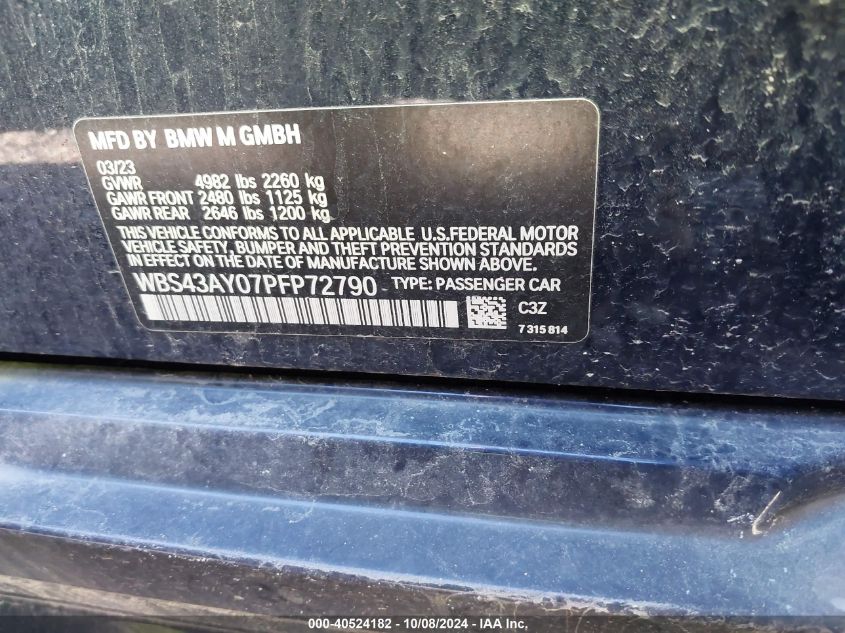 MFD BY BMW M GMBH
03/23
GVWR 4982 lbs 2260 kg
GAWR FRONT 2480 lbs 1125 kg
GAWR REAR 2646 lbs 1200 kg
THIS VEHICLE CONFORMS TO ALL APPLICABLE U.S.FEDERAL MOTOR
VEHICLE SAFETY, BUMPER AND THEFT PREVENTION STANDARDS
IN EFFECT ON THE DATE OF MANUFACTURE SHOWN ABOVE.
WBS43AY07PFP72790 TYPE: PASSENGER CAR
C3Z
7 315 814
000-40524182 - 10/08/2024 - IAAI.com